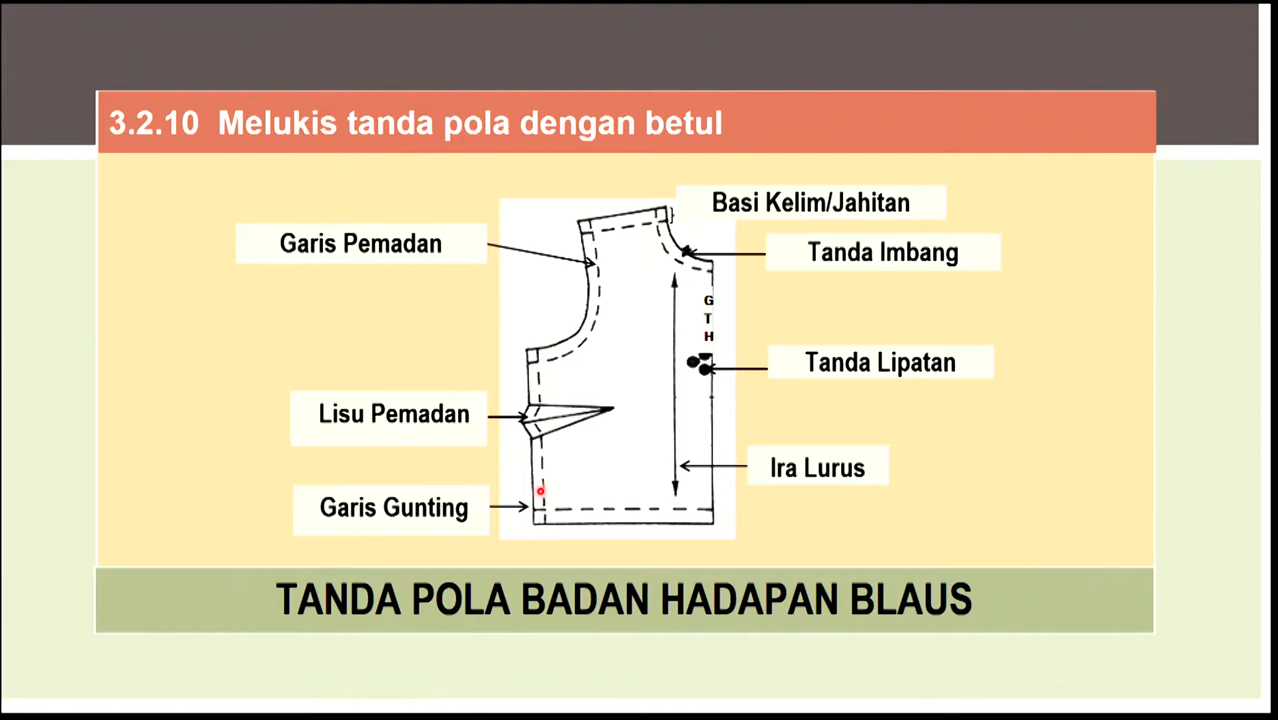 3.2.10 Melukis tanda pola dengan betul
Basi Kelim/Jahitan
Garis Pemadan
Tanda Imbang
G
T
H
Tanda Lipatan
Lisu Pemadan
Ira Lurus
Garis Gunting
TANDA POLA BADAN HADAPAN BLAUS